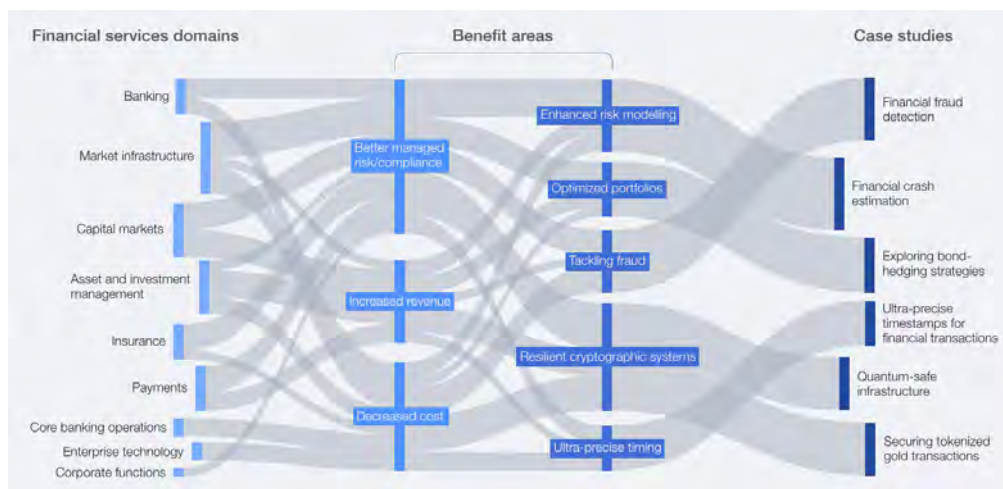 Financial services domains
Benefit areas
Case studies
Banking
Market infrastructure
Capital markets
Asset and investment
management
Insurance
Payments
Core banking operations
Enterprise technology
Corporate functions
Better managed
risk/compliance
Increased revenue
Decreased cost
Enhanced risk modelling
Optimized portfolios
Tackling fraud
Resilient cryptographic systems
Ultra-precise timing
Financial fraud
detection
Financial crash
estimation
Exploring bond-
hedging strategies
Ultra-precise
timestamps for
financial transactions
Quantum-safe
infrastructure
Securing tokenized
gold transactions